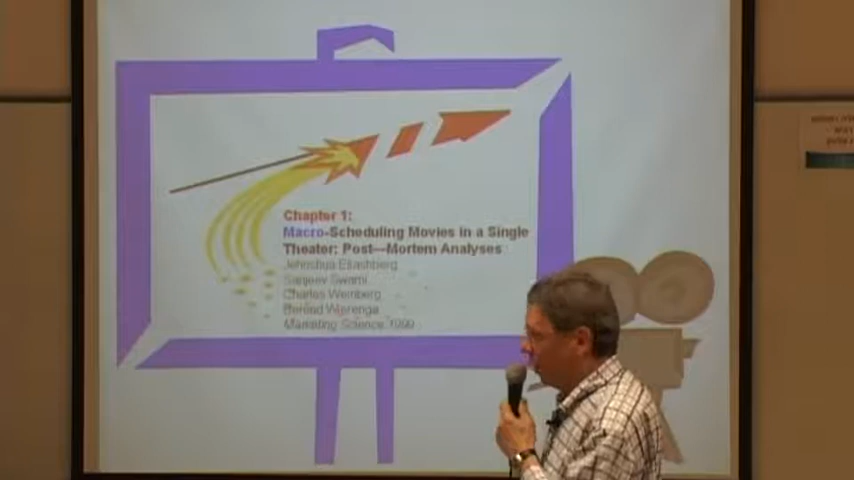 Chapter 1:
Macro-Scheduling Movies in a Single
Theater: Post—Mortem Analyses
Jehoshua Eliashberg
Sanjeev Swami
Charles Weinberg
Berend Wierenga
Marketing Science 1999